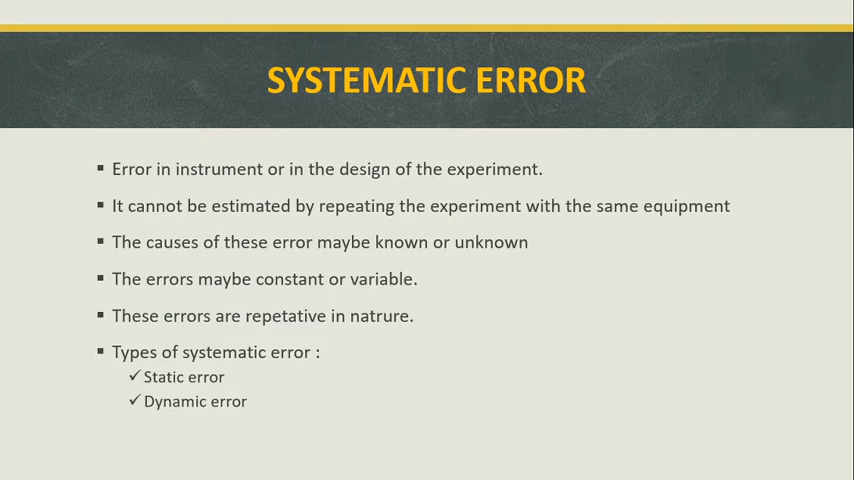 SYSTEMATIC ERROR
▪ Error in instrument or in the design of the experiment.
▪ It cannot be estimated by repeating the experiment with the same equipment
▪ The causes of these error maybe known or unknown
▪ The errors maybe constant or variable.
▪ These errors are repetative in natrure.
▪ Types of systematic error :
✓ Static error
✓ Dynamic error